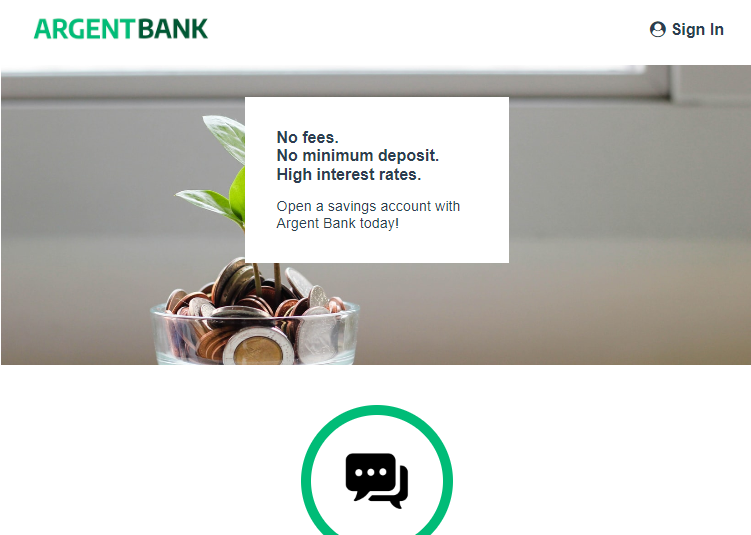 ARGENTBANK
Sign In
No fees.
No minimum deposit.
High interest rates.
Open a savings account with
Argent Bank today!